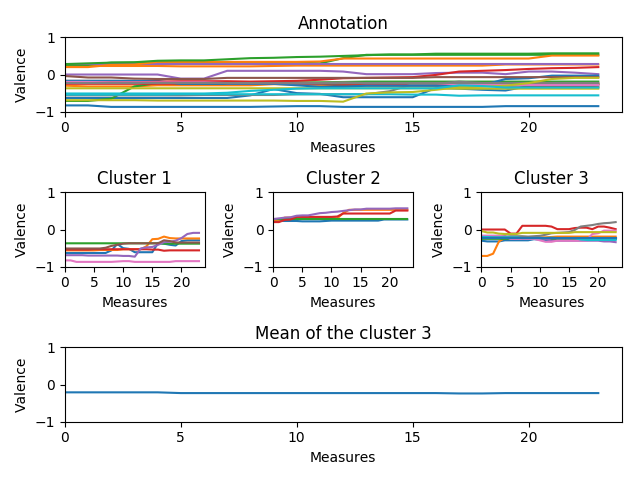 Annotation
Valence
1
0
−1
0 5 10 15 20
Measures
Cluster 1 Cluster 2 Cluster 3
Valence Valence Valence
1 1 1
0 0 0
−1 −1 −1
0 5 10 15 20 0 5 10 15 20 0 5 10 15 20
Measures Measures Measures
Mean of the cluster 3
Valence
1
0
−1
0 5 10 15 20
Measures